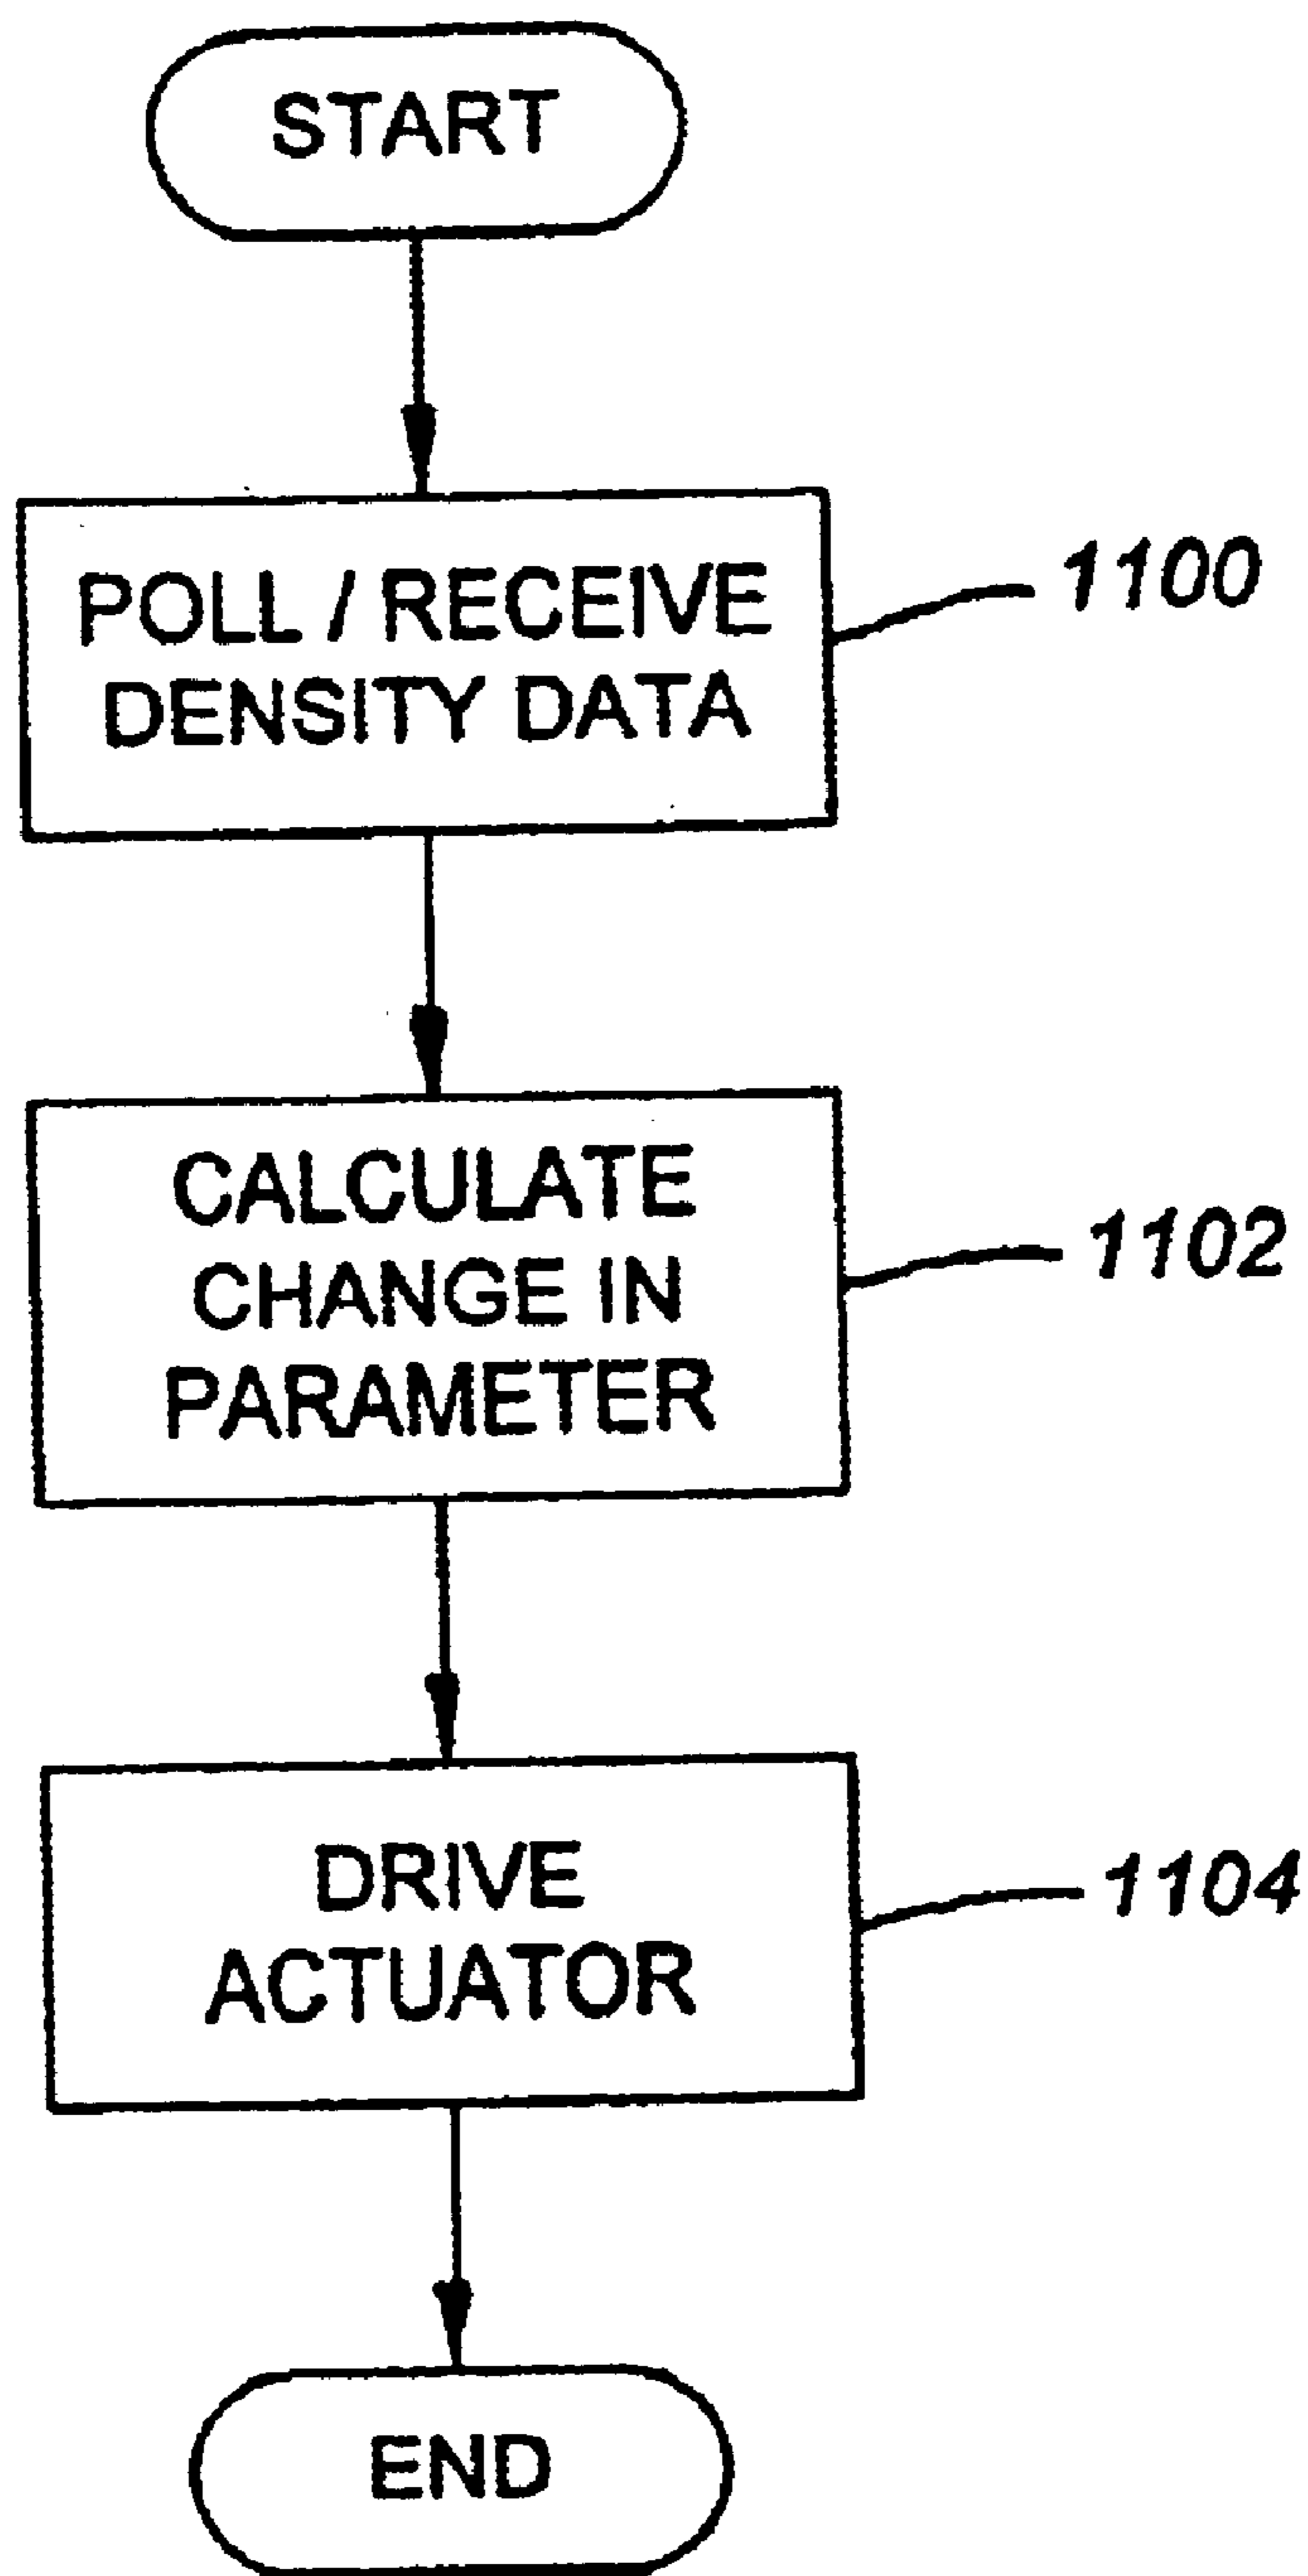 START
POLL / RECEIVE
DENSITY DATA
1100
CALCULATE
CHANGE IN
PARAMETER
1102
DRIVE
ACTUATOR
1104
END